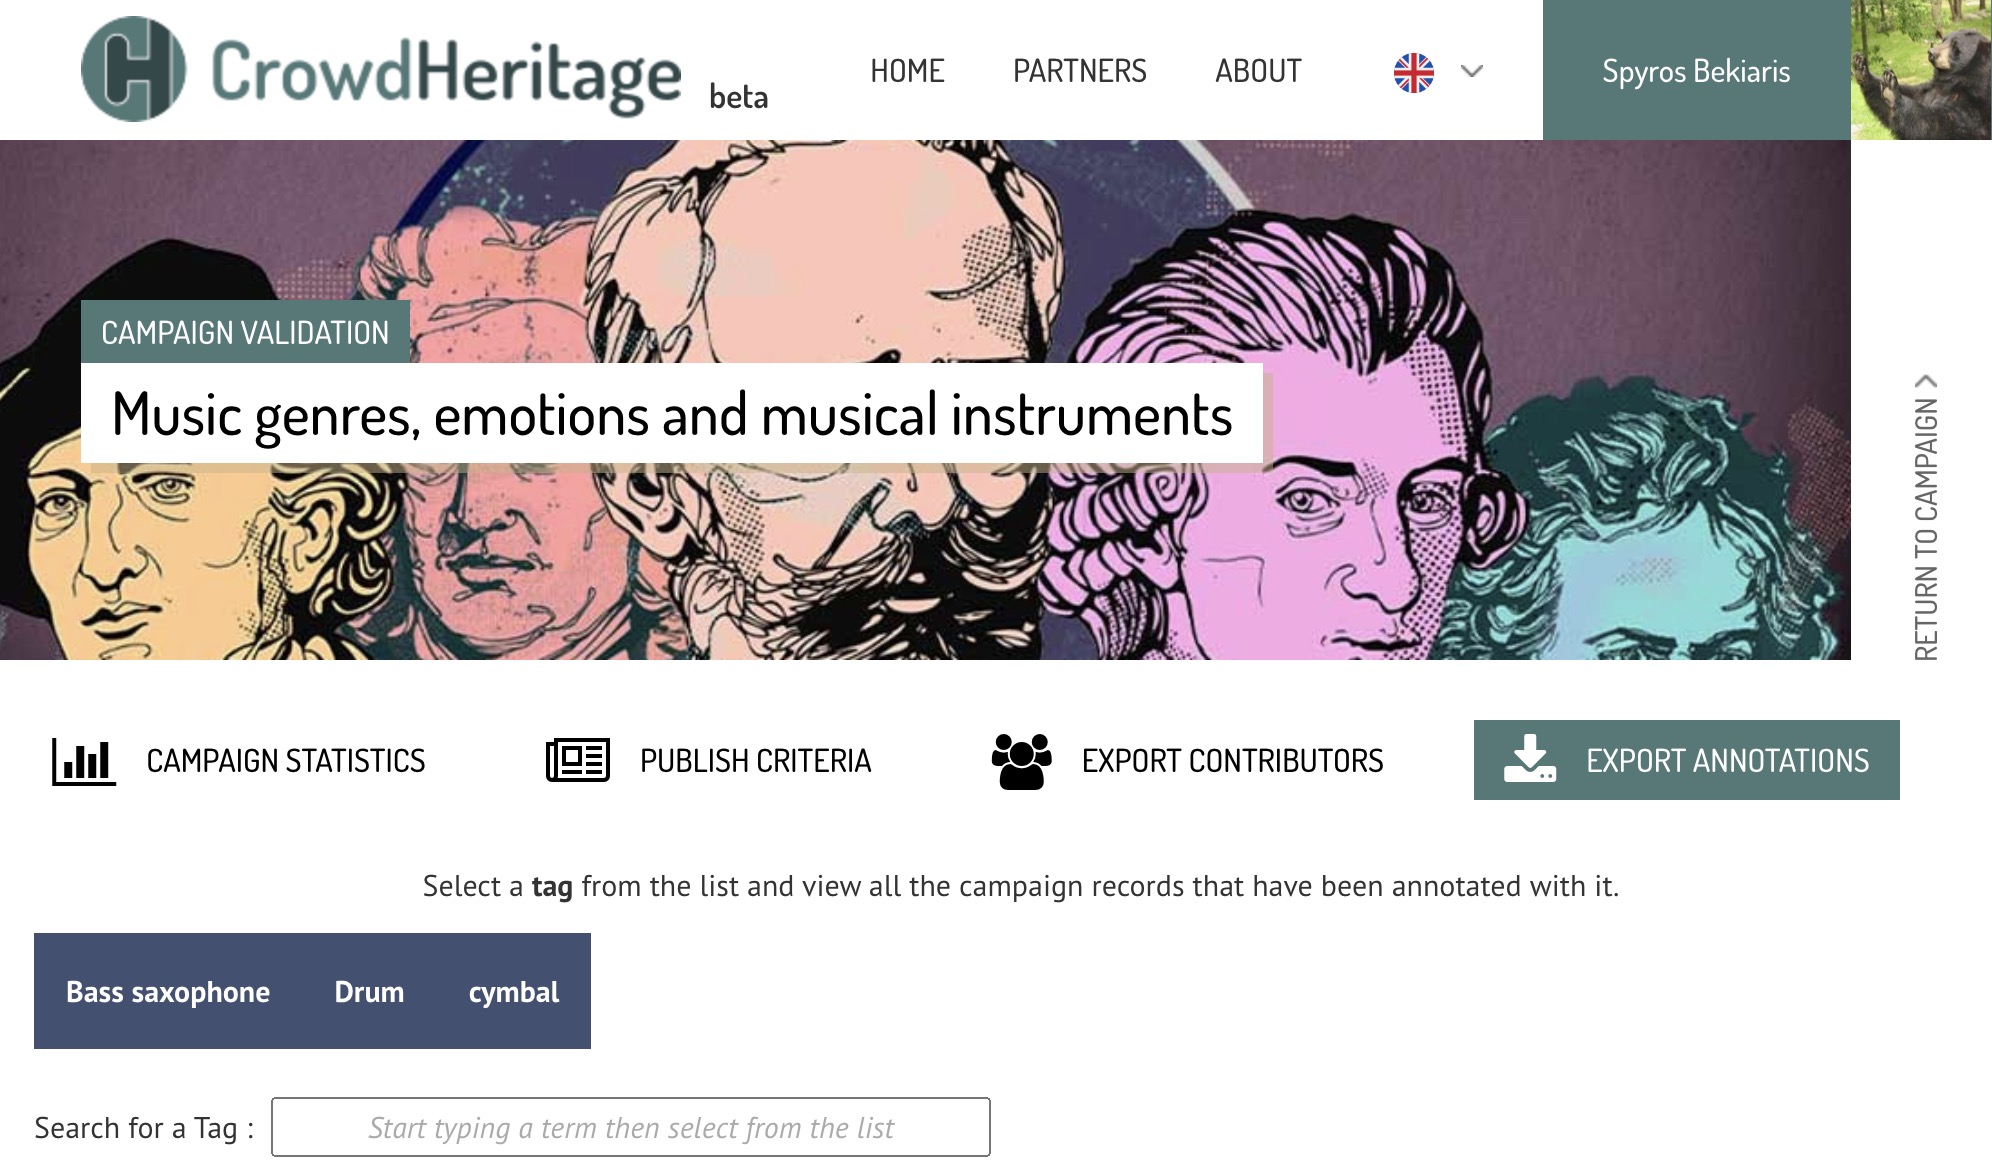 CrowdHeritage beta
HOME PARTNERS ABOUT
Spyros Bekiaris
CAMPAIGN VALIDATION
Music genres, emotions and musical instruments
RETURN TO CAMPAIGN
CAMPAIGN STATISTICS PUBLISH CRITERIA EXPORT CONTRIBUTORS EXPORT ANNOTATIONS
Select a tag from the list and view all the campaign records that have been annotated with it.
Bass saxophone Drum cymbal
Search for a Tag : Start typing a term then select from the list